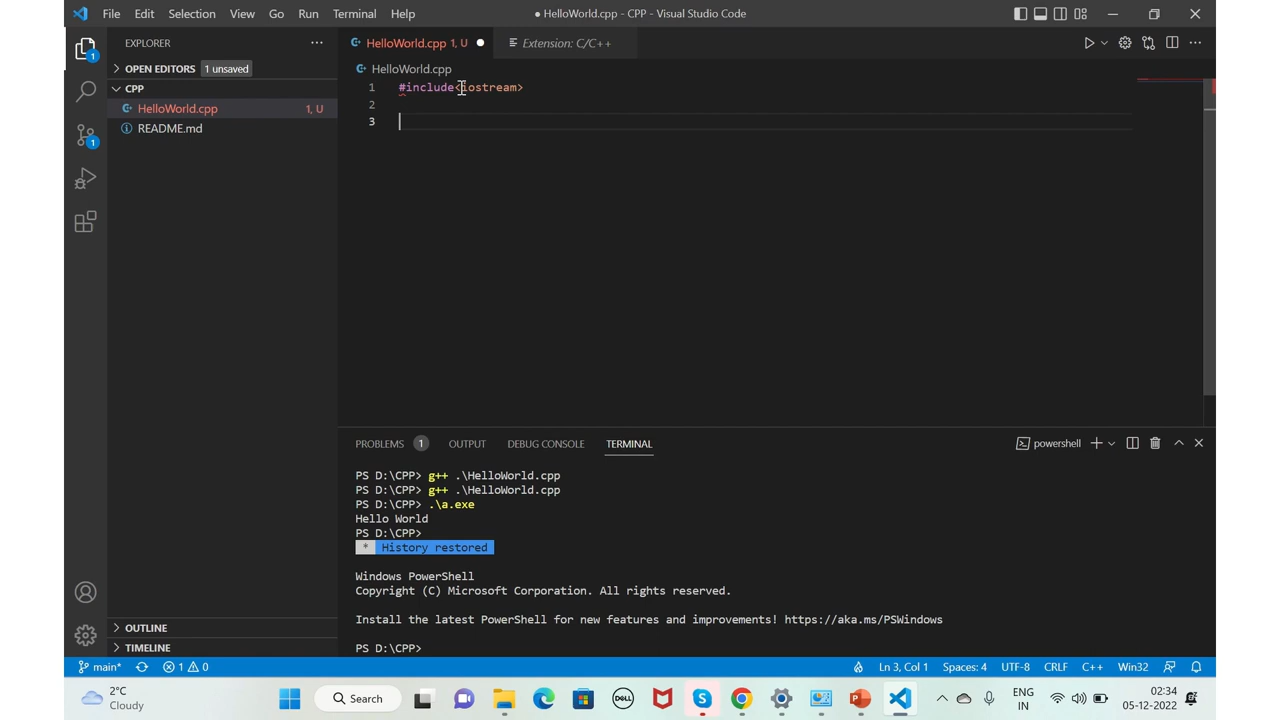 File Edit Selection View Go Run Terminal Help
● HelloWorld.cpp - CPP - Visual Studio Code
EXPLORER
HelloWorld.cpp 1, U
Extension: C/C++
OPEN EDITORS 1 unsaved
HelloWorld.cpp
CPP
HelloWorld.cpp 1, U
README.md
1 #include<iostream>
2
3
1
1
PROBLEMS 1 OUTPUT DEBUG CONSOLE TERMINAL
powershell
PS D:\CPP> g++ .\HelloWorld.cpp
PS D:\CPP> g++ .\HelloWorld.cpp
PS D:\CPP> .\a.exe
Hello World
PS D:\CPP>
* History restored
Windows PowerShell
Copyright (C) Microsoft Corporation. All rights reserved.
Install the latest PowerShell for new features and improvements! https://aka.ms/PSWindows
PS D:\CPP>
OUTLINE
TIMELINE
main* 1 0 Ln 3, Col 1 Spaces: 4 UTF-8 CRLF C++ Win32
2°C
Cloudy
Search
DELL
ENG
IN
02:34
05-12-2022